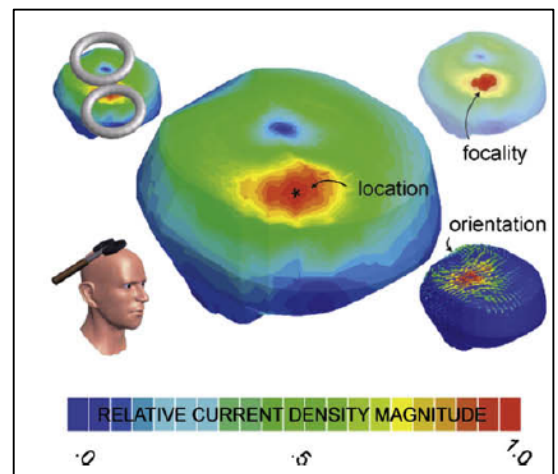 focality
location
orientation
RELATIVE CURRENT DENSITY MAGNITUDE
.0
.5
1.0